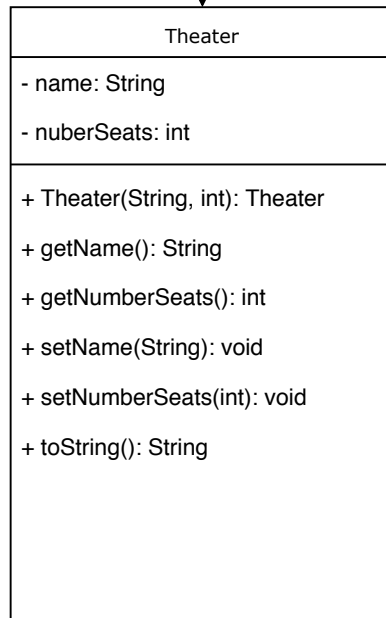 Theater
- name: String
- nuberSeats: int
+ Theater(String, int): Theater
+ getName(): String
+ getNumberSeats(): int
+ setName(String): void
+ setNumberSeats(int): void
+ toString(): String